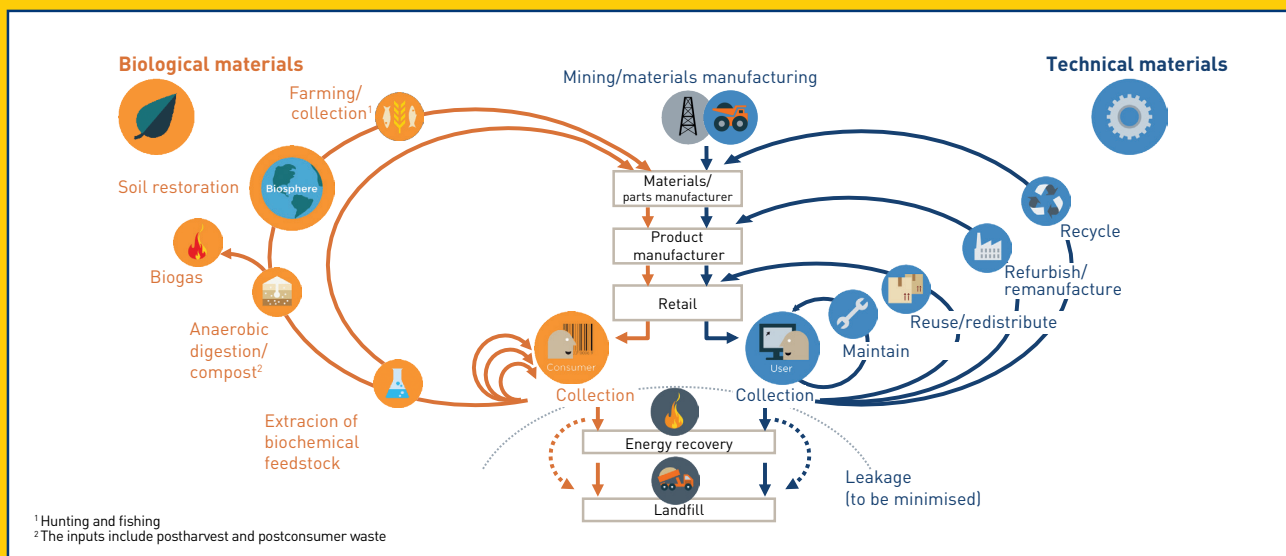 Biological materials
Technical materials
Mining/materials manufacturing
Farming/
collection¹
Soil restoration
Biosphere
Biogas
Anaerobic
digestion/
compost²
Extracion of
biochemical
feedstock
Materials/
parts manufacturer
Product
manufacturer
Retail
Consumer
User
Collection
Collection
Maintain
Reuse/redistribute
Refurbish/
remanufacture
Recycle
Energy recovery
Landfill
Leakage
(to be minimised)
¹ Hunting and fishing
² The inputs include postharvest and postconsumer waste